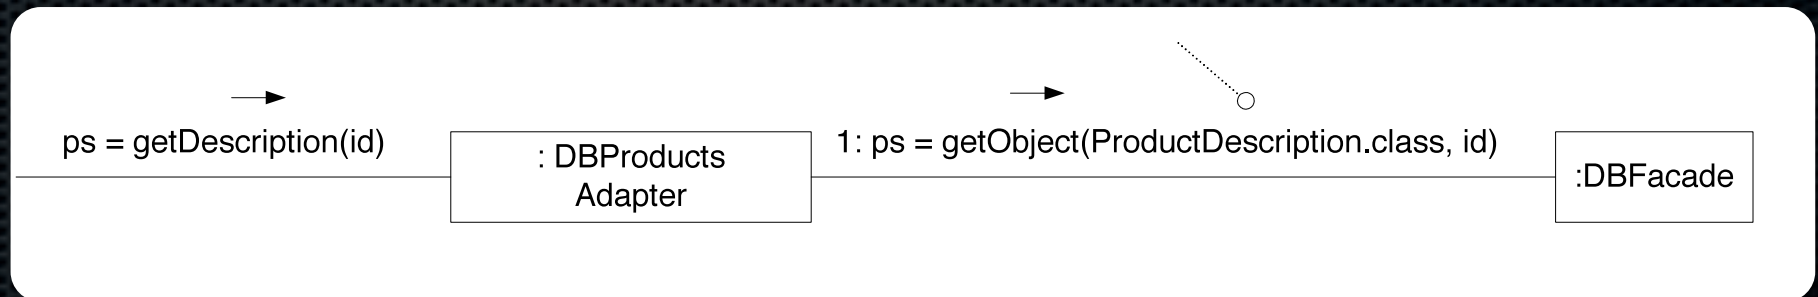 ps = getDescription(id)
: DBProducts
Adapter
1: ps = getObject(ProductDescription.class, id)
:DBFacade